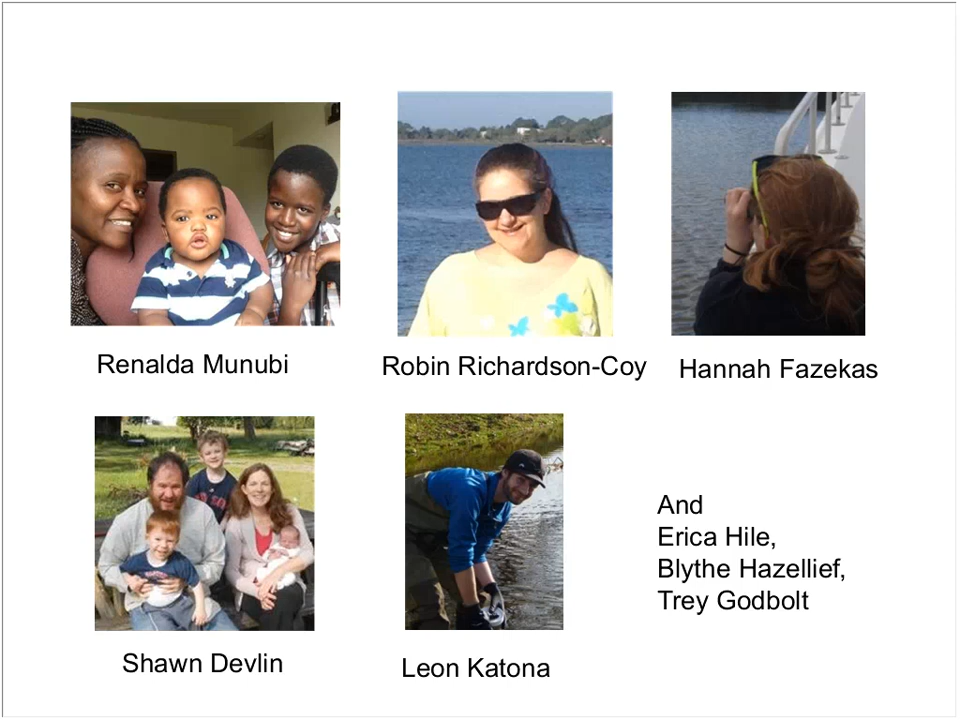 Renalda Munubi
Robin Richardson-Coy
Hannah Fazekas
Shawn Devlin
Leon Katona
And
Erica Hile,
Blythe Hazellief,
Trey Godbolt